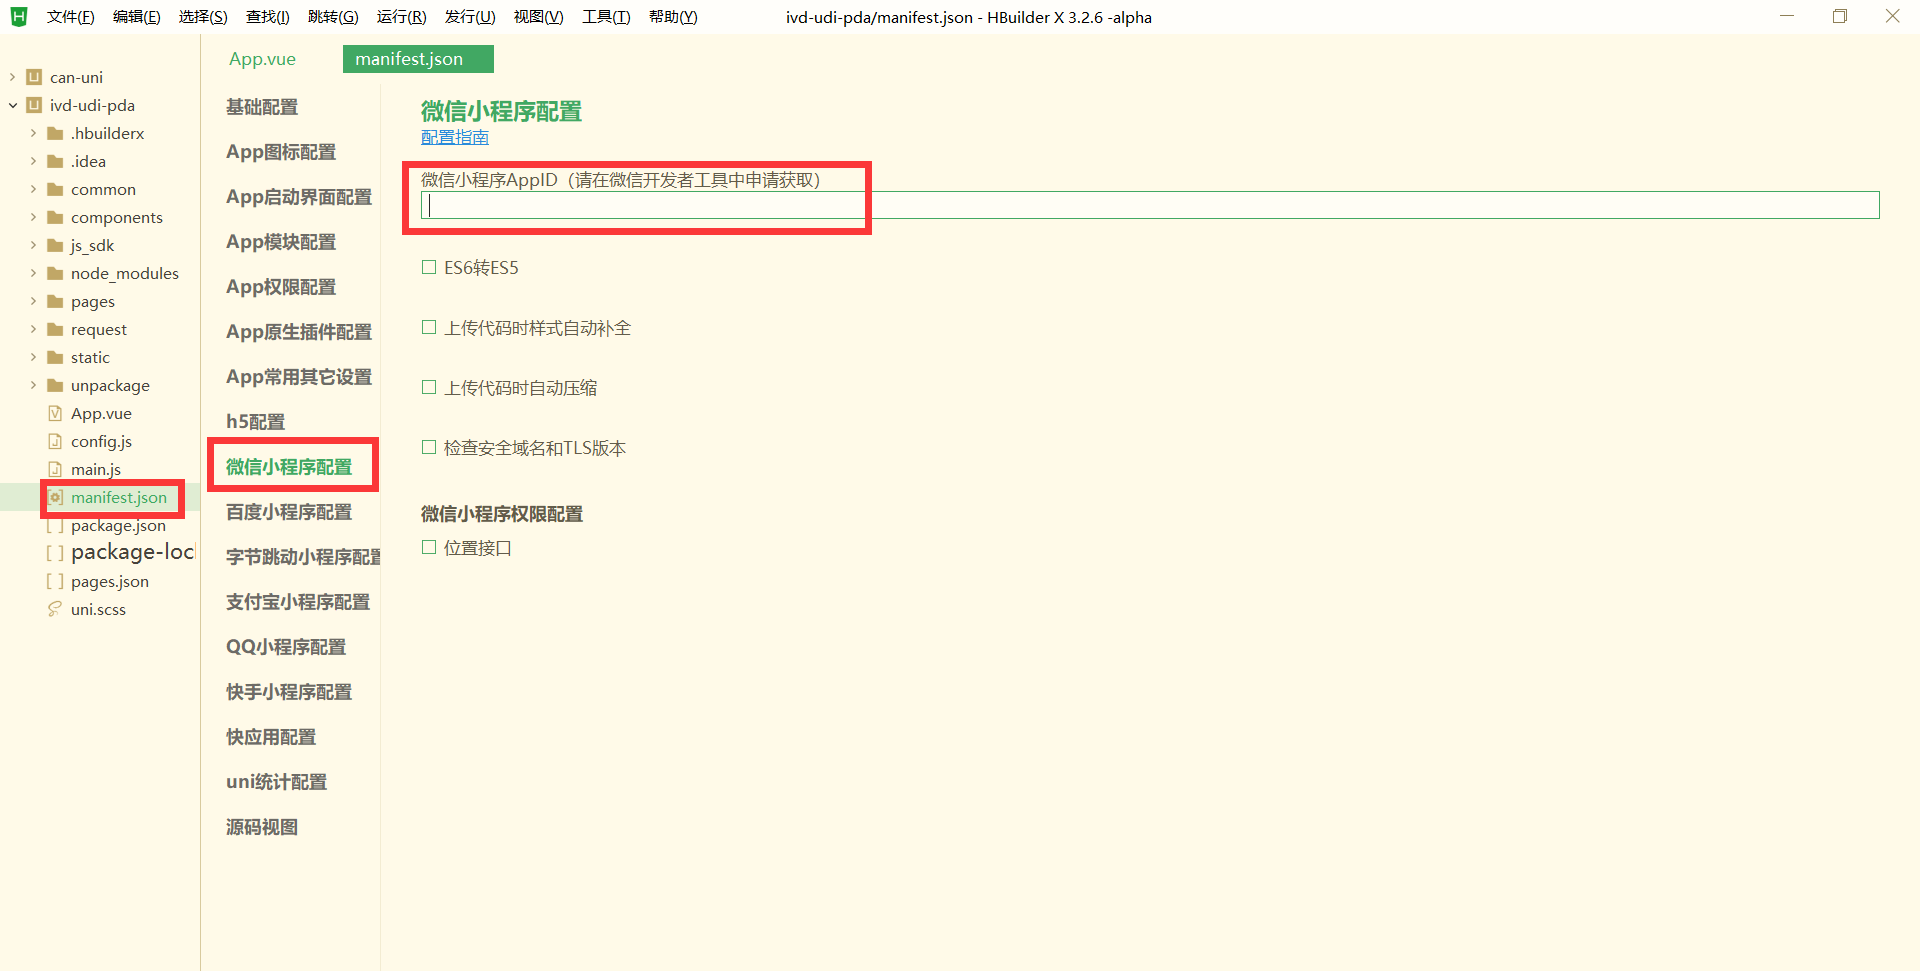 文件(F) 编辑(E) 选择(S) 查找(I) 跳转(G) 运行(R) 发行(U) 视图(V) 工具(T) 帮助(Y) ivd-udi-pda/manifest.json - HBuilder X 3.2.6 -alpha
can-uni
ivd-udi-pda
.hbuilderx
.idea
common
components
js_sdk
node_modules
pages
request
static
unpackage
App.vue
config.js
main.js
manifest.json
package.json
package-loc
pages.json
uni.scss
App.vue manifest.json
基础配置
App图标配置
App启动界面配置
App模块配置
App权限配置
App原生插件配置
App常用其它设置
h5配置
微信小程序配置
百度小程序配置
字节跳动小程序配置
支付宝小程序配置
QQ小程序配置
快手小程序配置
快应用配置
uni统计配置
源码视图
微信小程序配置
配置指南
微信小程序AppID（请在微信开发者工具中申请获取）
ES6转ES5
上传代码时样式自动补全
上传代码时自动压缩
检查安全域名和TLS版本
微信小程序权限配置
位置接口